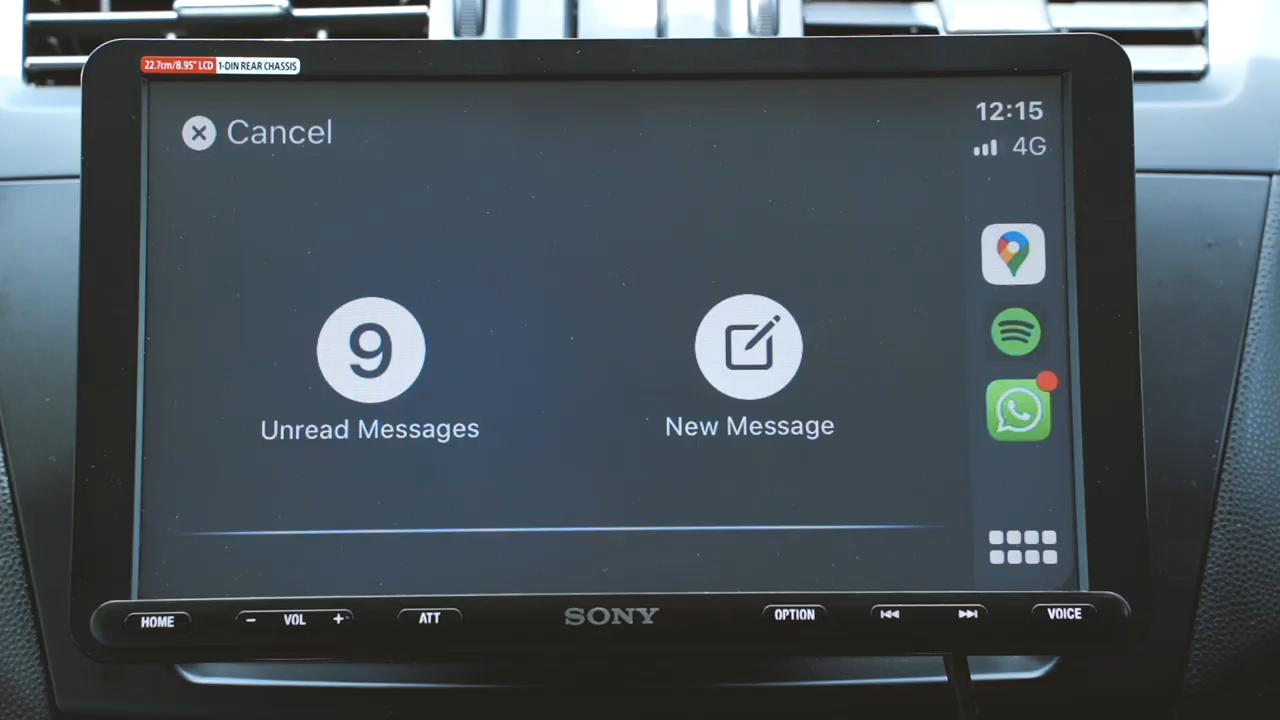 22.7cm/8.95" LCD 1-DIN REAR CHASSIS
Cancel
12:15
4G
9
Unread Messages
New Message
HOME
− VOL +
ATT
SONY
OPTION
VOICE